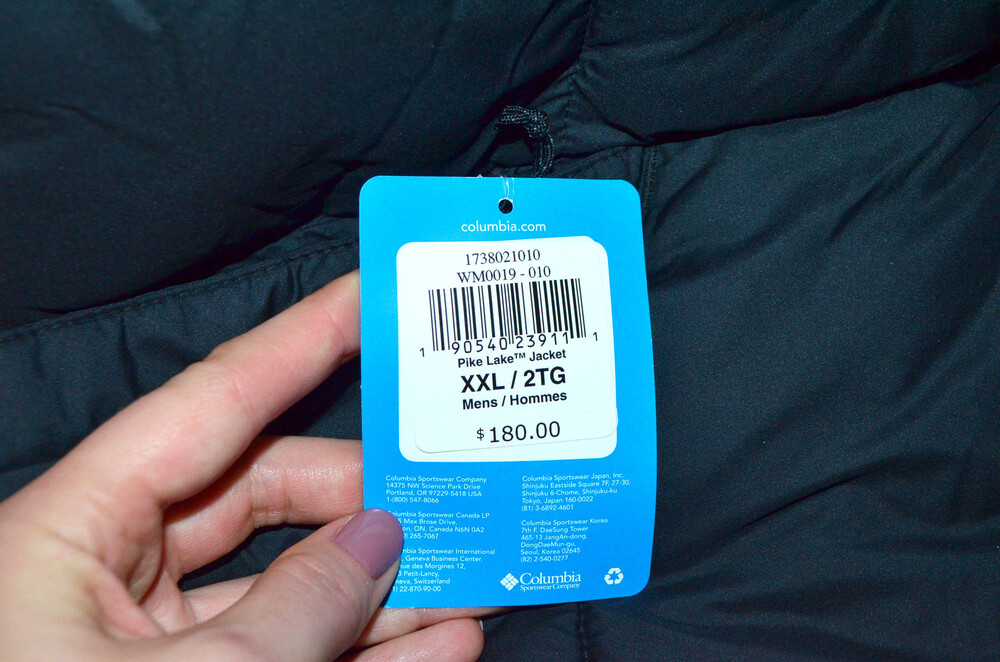 columbia.com
1738021010
WM0019 - 010
1 90540 23911 1
Pike Lake™ Jacket
XXL / 2TG
Mens / Hommes
$ 180.00
Columbia Sportswear Company
14375 NW Science Park Drive
Portland, OR 97229-5418 USA
1-(800) 547-8066
Columbia Sportswear Canada LP
Max Brose Drive,
ON, Canada N6N 0A2
265-7067
Sportswear International
Geneva Business Center,
des Morgines 12,
Petit-Lancy,
Switzerland
22-870-90-00
Columbia Sportswear Japan, Inc.
Shinjuku Eastside Square 7F, 27-30,
Shinjuku 6-Chome, Shinjuku-ku
Tokyo, Japan 160-0022
(81) 3-6892-4601
Columbia Sportswear Korea
7th F. DaeSung Tower
465-13 JangAn-dong,
DongDaeMun-gu,
Seoul, Korea 02645
(82) 2-540-0277
Columbia
Sportswear Company